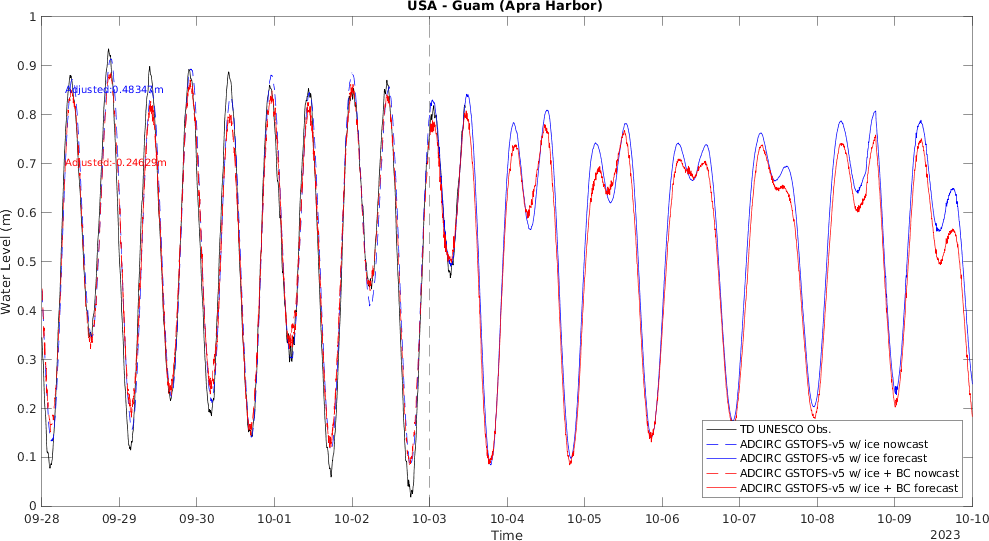 USA - Guam (Apra Harbor)
1
0.9
0.8
0.7
0.6
0.5
0.4
0.3
0.2
0.1
0
Water Level (m)
Adjusted:0.48347m
Adjusted:-0.24629m
TD UNESCO Obs.
ADCIRC GSTOFS-v5 w/ ice nowcast
ADCIRC GSTOFS-v5 w/ ice forecast
ADCIRC GSTOFS-v5 w/ ice + BC nowcast
ADCIRC GSTOFS-v5 w/ ice + BC forecast
09-28 09-29 09-30 10-01 10-02 10-03 10-04 10-05 10-06 10-07 10-08 10-09 10-10
Time
2023